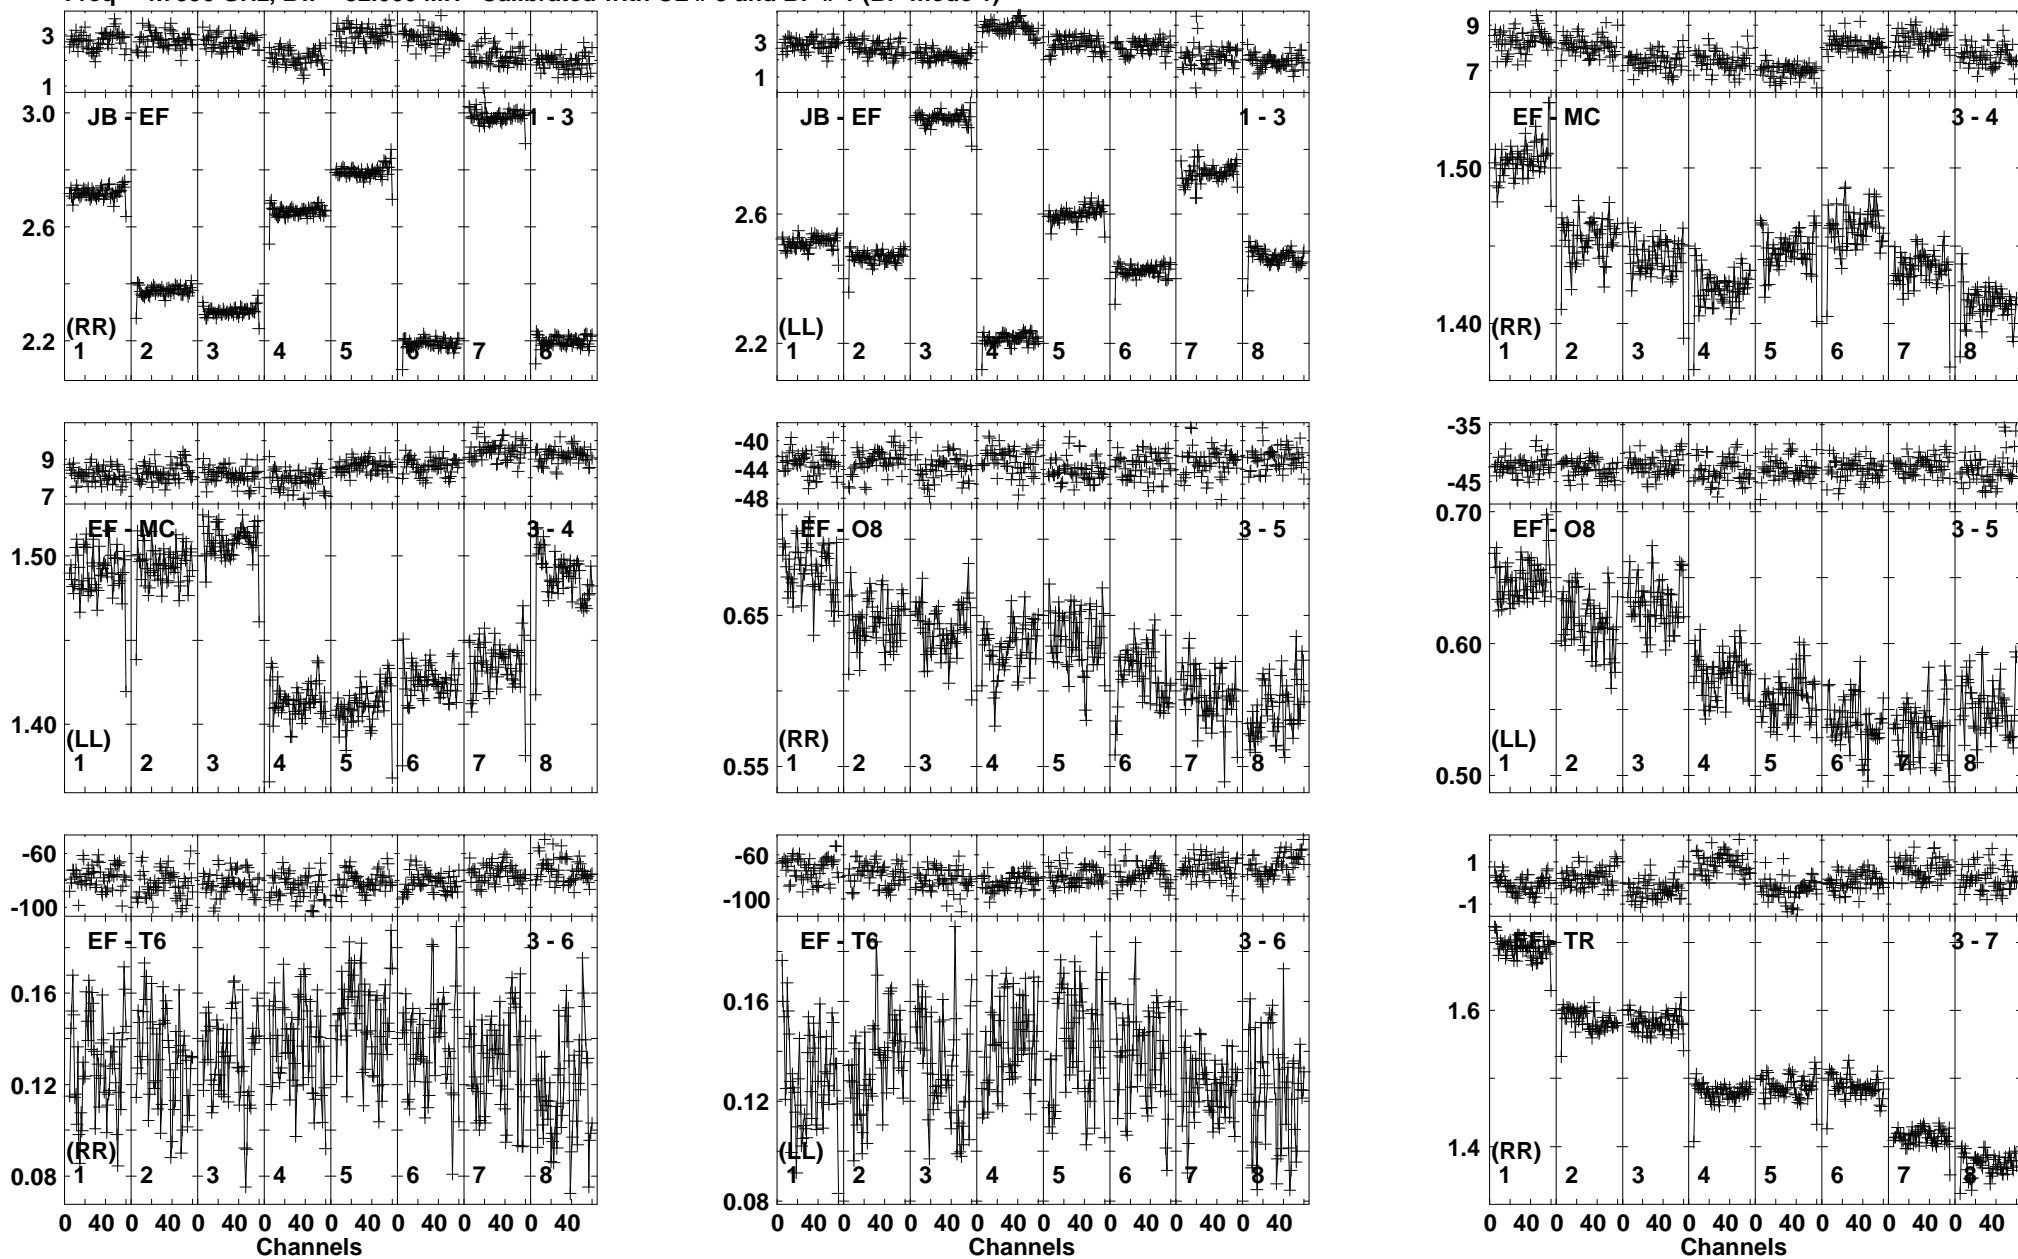 3 1 3.0 2.6 2.2 JB - EF 1 - 3 (RR) 1 2 3 4 5 6 7 8
3 1 2.6 2.2 JB - EF 1 - 3 (LL) 1 2 3 4 5 6 7 8
9 7 1.50 1.40 EF - MC 3 - 4 (RR) 1 2 3 4 5 6 7 8
9 7 1.50 1.40 EF - MC 3 - 4 (LL) 1 2 3 4 5 6 7 8
-40 -44 -48 0.65 0.55 EF - O8 3 - 5 (RR) 1 2 3 4 5 6 7 8
-35 -45 0.70 0.60 0.50 EF - O8 3 - 5 (LL) 1 2 3 4 5 6 7 8
-60 -100 0.16 0.12 0.08 EF - T6 3 - 6 (RR) 1 2 3 4 5 6 7 8
-60 -100 0.16 0.12 0.08 EF - T6 3 - 6 (LL) 1 2 3 4 5 6 7 8
1 -1 1.6 1.4 EF - TR 3 - 7 (RR) 1 2 3 4 5 6 7 8
0 40 0 40 0 40 0 40 0 40 0 40 0 40 0 40
Channels
0 40 0 40 0 40 0 40 0 40 0 40 0 40 0 40
Channels
0 40 0 40 0 40 0 40 0 40 0 40 0 40 0 40
Channels